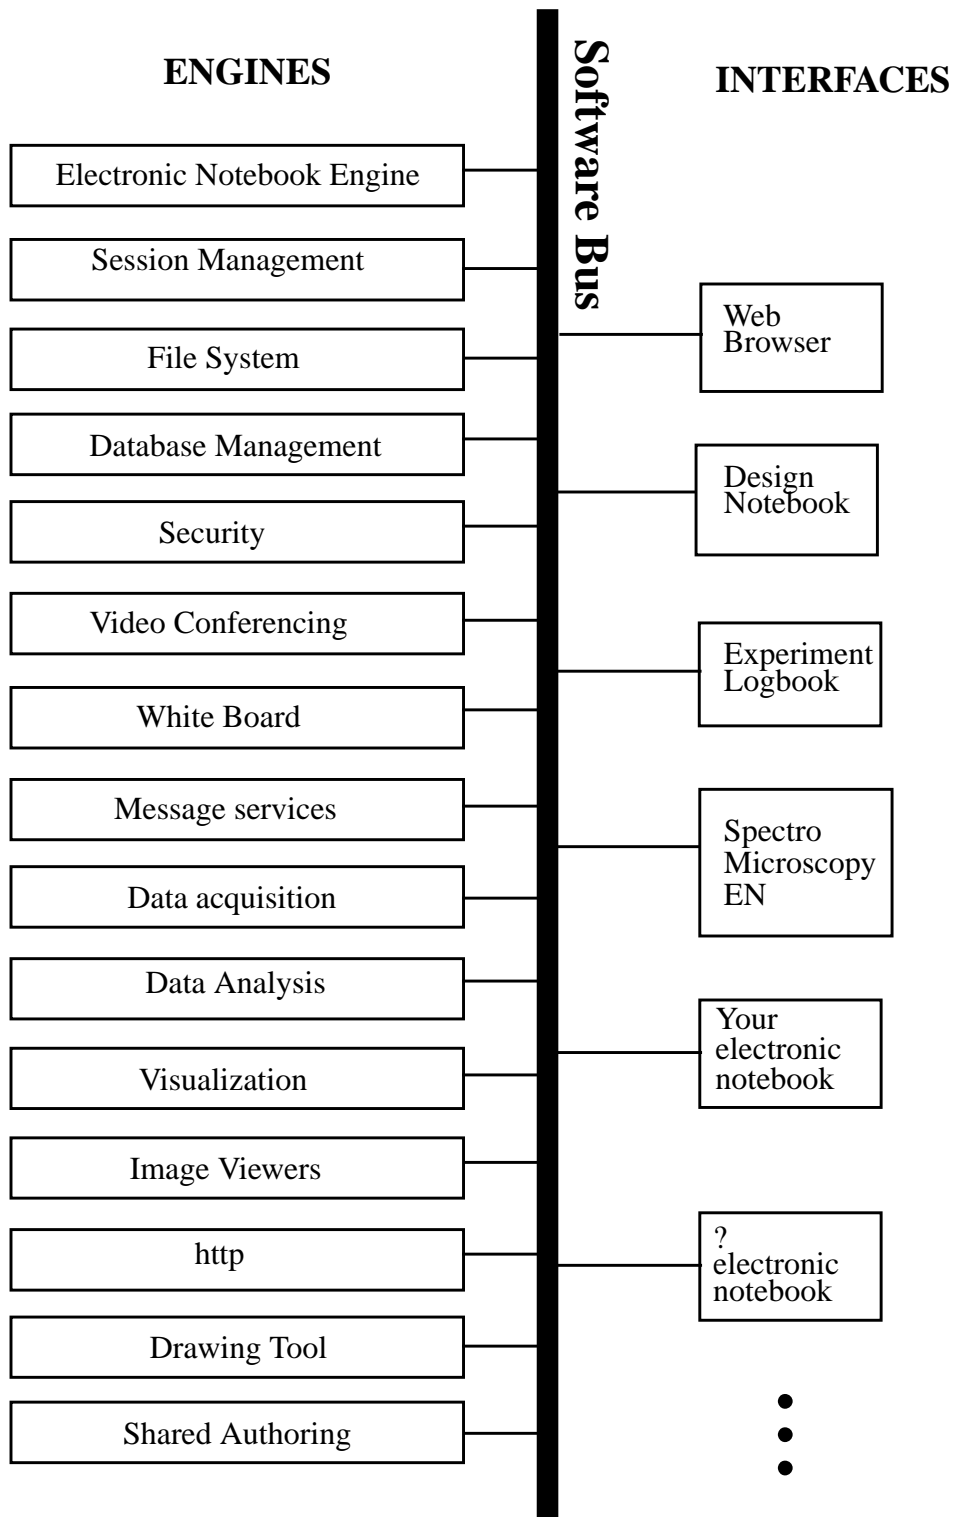 ENGINES
Electronic Notebook Engine
Session Management
File System
Database Management
Security
Video Conferencing
White Board
Message services
Data acquisition
Data Analysis
Visualization
Image Viewers
http
Drawing Tool
Shared Authoring
Software Bus
INTERFACES
Web
Browser
Design
Notebook
Experiment
Logbook
Spectro
Microscopy
EN
Your
electronic
notebook
?
electronic
notebook